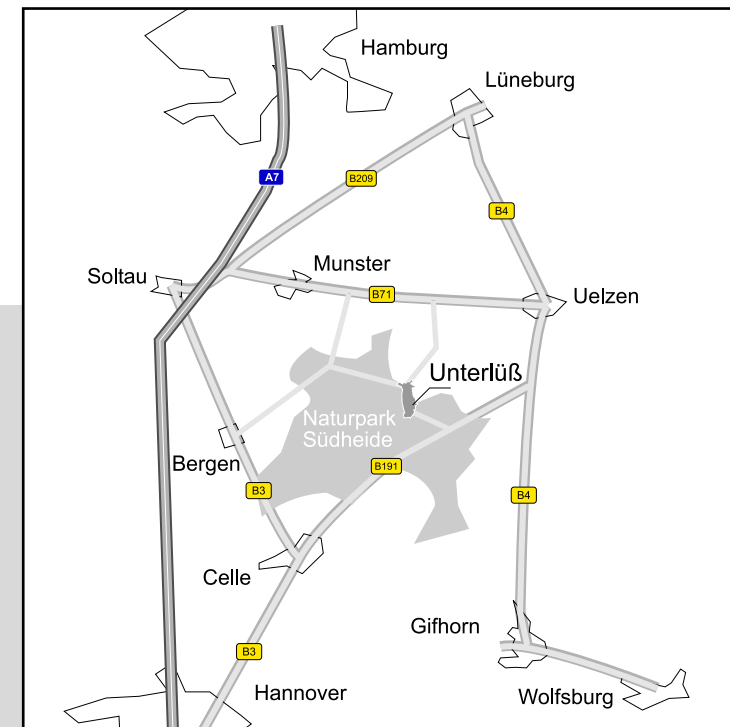 Hamburg
Lüneburg
A7
B209
B4
Soltau
Munster
B71
Uelzen
Unterlüß
Naturpark
Südheide
Bergen
B191
B3
B4
Celle
Gifhorn
B3
Hannover
Wolfsburg